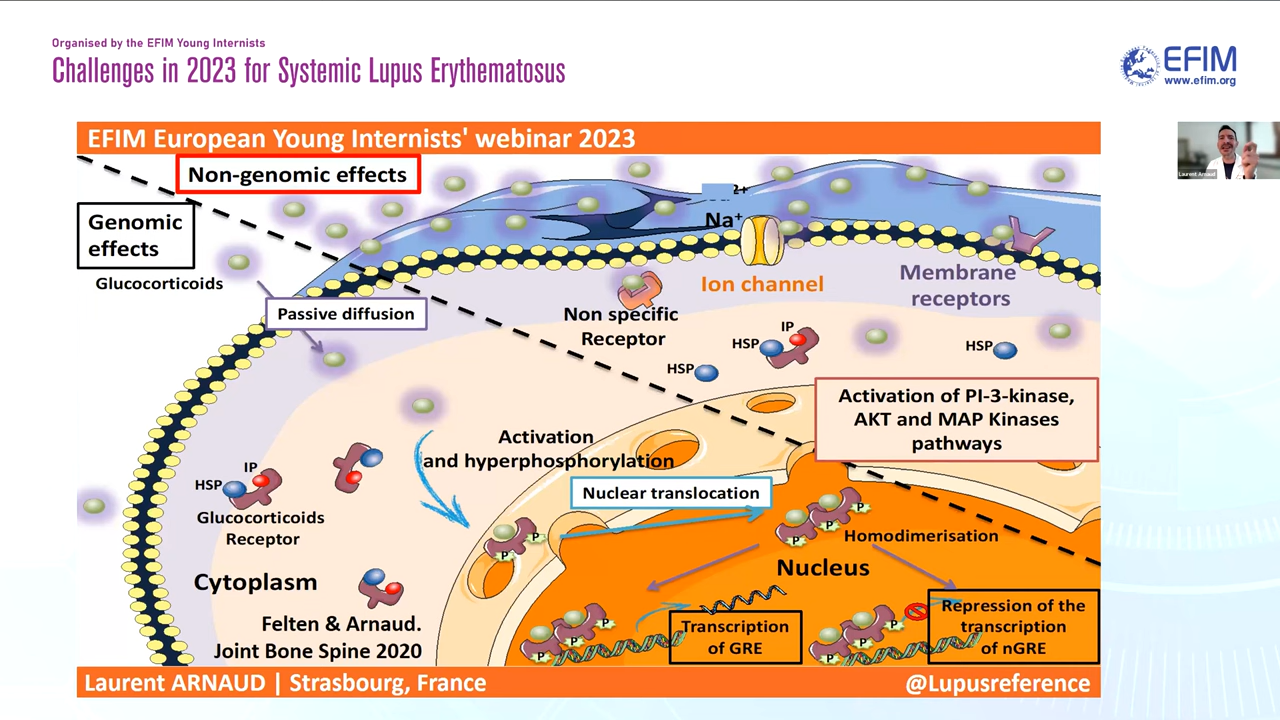 Organised by the EFIM Young Internists
Challenges in 2023 for Systemic Lupus Erythematosus
EFIM
www.efim.org
Laurent Arnaud
EFIM European Young Internists' webinar 2023
Non-genomic effects
Genomic
effects
Glucocorticoids
Passive diffusion
2+
Na+
Ion channel
Membrane
receptors
Non specific
Receptor
HSP
IP
HSP
HSP
Activation of PI-3-kinase,
AKT and MAP Kinases
pathways
Activation
and hyperphosphorylation
Nuclear translocation
IP
HSP
Glucocorticoids
Receptor
P
P
P
P
P
Homodimerisation
Nucleus
Cytoplasm
P
P
Transcription
of GRE
P
P
Repression of the
transcription
of nGRE
Felten & Arnaud.
Joint Bone Spine 2020
Laurent ARNAUD | Strasbourg, France
@Lupusreference